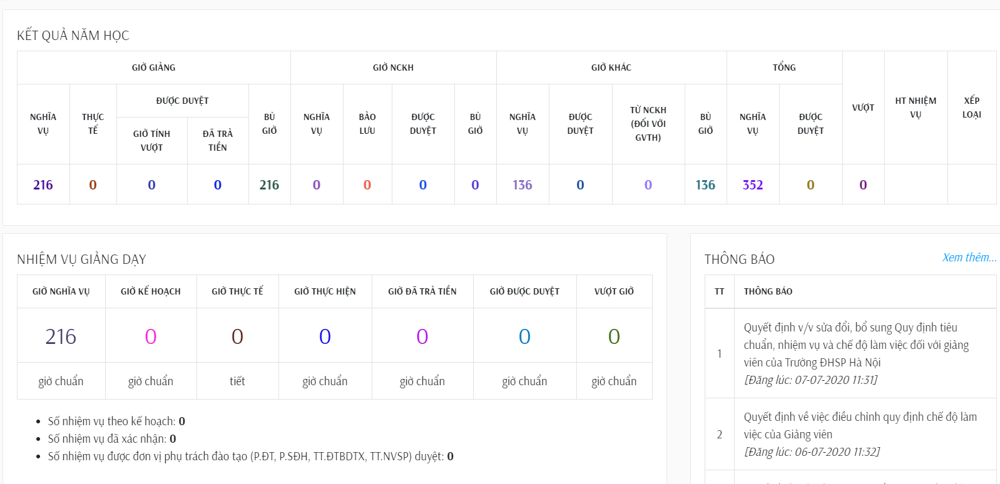 KẾT QUẢ NĂM HỌC
GIỜ GIẢNG GIỜ NCKH GIỜ KHÁC TỔNG
NGHĨA VỤ
THỰC TẾ
ĐƯỢC DUYỆT
GIỜ TÍNH VƯỢT
ĐÃ TRẢ TIỀN
BÙ GIỜ
NGHĨA VỤ
BẢO LƯU
ĐƯỢC DUYỆT
BÙ GIỜ
NGHĨA VỤ
ĐƯỢC DUYỆT
TỪ NCKH
(ĐỐI VỚI
GVTH)
BÙ GIỜ
NGHĨA VỤ
ĐƯỢC DUYỆT
VƯỢT
HT NHIỆM VỤ
XẾP LOẠI
216 0 0 0 216 0 0 0 0 136 0 0 136 352 0 0
NHIỆM VỤ GIẢNG DẠY
GIỜ NGHĨA VỤ GIỜ KẾ HOẠCH GIỜ THỰC TẾ GIỜ THỰC HIỆN GIỜ ĐÃ TRẢ TIỀN GIỜ ĐƯỢC DUYỆT VƯỢT GIỜ
216 0 0 0 0 0 0
giờ chuẩn giờ chuẩn tiết giờ chuẩn giờ chuẩn giờ chuẩn giờ chuẩn
Số nhiệm vụ theo kế hoạch: 0
Số nhiệm vụ đã xác nhận: 0
Số nhiệm vụ được đơn vị phụ trách đào tạo (P.ĐT, P.SĐH, TT.ĐTBDTX, TT.NVSP) duyệt: 0
THÔNG BÁO Xem thêm...
TT THÔNG BÁO
1
Quyết định v/v sửa đổi, bổ sung Quy định tiêu
chuẩn, nhiệm vụ và chế độ làm việc đối với giảng
viên của Trường ĐHSP Hà Nội
[Đăng lúc: 07-07-2020 11:31]
2
Quyết định về việc điều chỉnh quy định chế độ làm
việc của Giảng viên
[Đăng lúc: 06-07-2020 11:32]